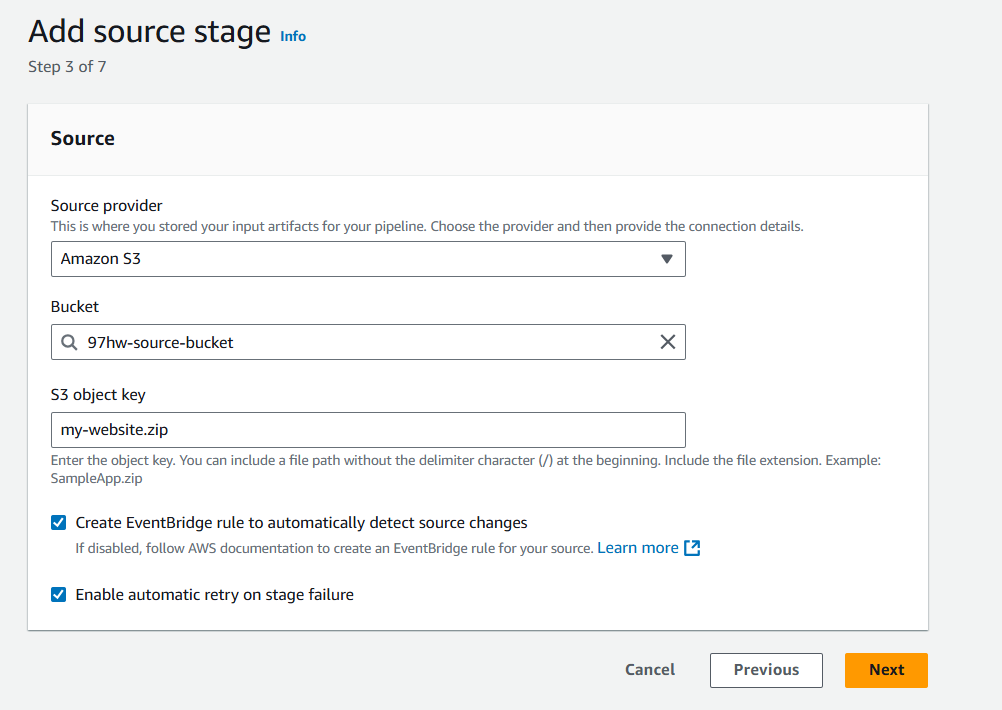 Add source stage Info
Step 3 of 7
Source
Source provider
This is where you stored your input artifacts for your pipeline. Choose the provider and then provide the connection details.
Amazon S3
Bucket
97hw-source-bucket
S3 object key
my-website.zip
Enter the object key. You can include a file path without the delimiter character (/) at the beginning. Include the file extension. Example:
SampleApp.zip
Create EventBridge rule to automatically detect source changes
If disabled, follow AWS documentation to create an EventBridge rule for your source. Learn more
Enable automatic retry on stage failure
Cancel Previous Next